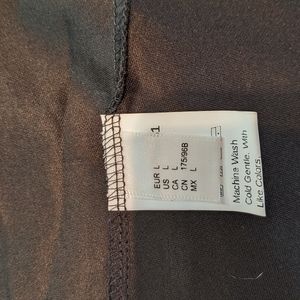 EUR L
US L
CA L
CN 175/96B
MX L
Machine Wash
Cold Gentle. With
Like Colors.